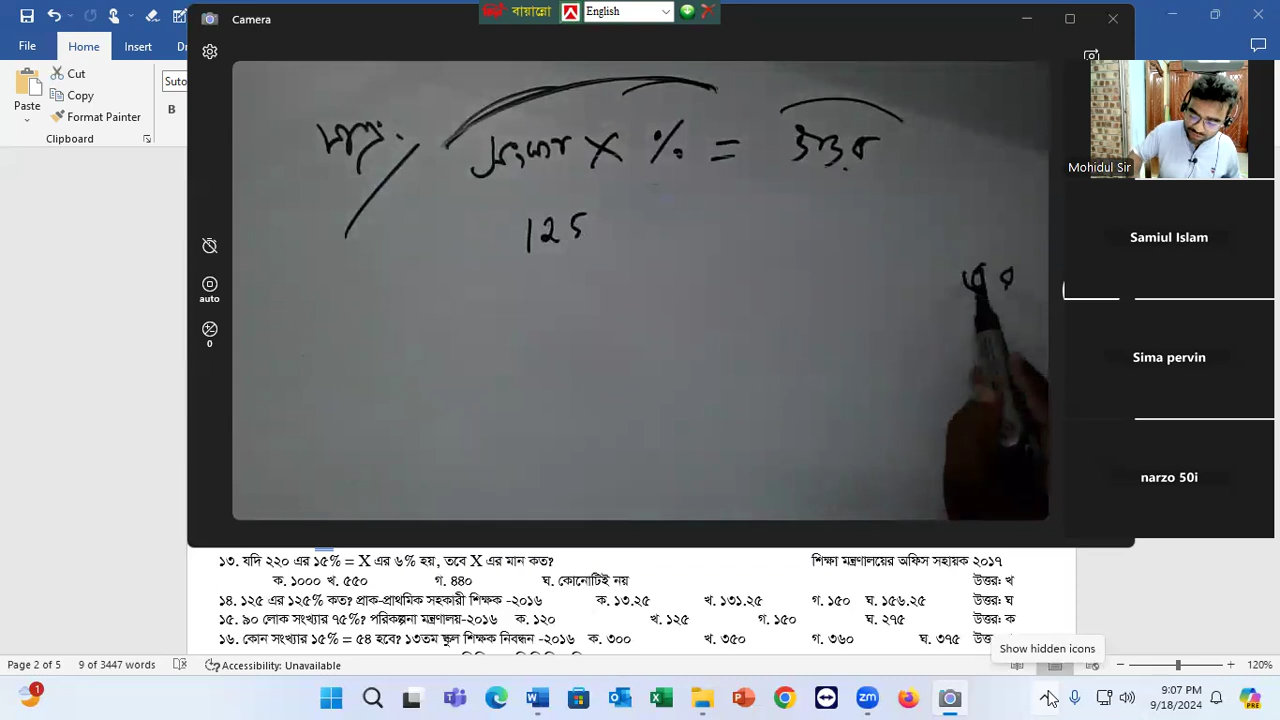 Camera
বায়ান্নো English
File Home Insert D
Paste Cut Copy Format Painter Suto B
auto
0
সংখ্যা X % = উত্তর
125
Mohidul Sir
Samiul Islam
Sima pervin
narzo 50i
১৩. যদি ২২০ এর ১৫% = X এর ৬% হয়, তবে X এর মান কত? শিক্ষা মন্ত্রণালয়ের অফিস সহায়ক ২০১৭
ক. ১০০০ খ. ৫৫০ গ. ৪৪০ ঘ. কোনোটিই নয় উত্তর: খ
১৪. ১২৫ এর ১২৫% কত? প্রাক-প্রাথমিক সহকারী শিক্ষক -২০১৬ ক. ১৩.২৫ খ. ১৩১.২৫ গ. ১৫০ ঘ. ১৫৬.২৫ উত্তর: ঘ
১৫. ৯০ লোক সংখ্যার ৭৫%? পরিকল্পনা মন্ত্রণালয়-২০১৬ ক. ১২০ খ. ১২৫ গ. ১৫০ ঘ. ২৭৫ উত্তর: ক
১৬. কোন সংখ্যার ১৫% = ৫৪ হবে? ১৩তম স্কুল শিক্ষক নিবন্ধন -২০১৬ ক. ৩০০ খ. ৩৫০ গ. ৩৬০ ঘ. ৩৭৫
Show hidden icons
Page 2 of 5 9 of 3447 words Accessibility: Unavailable 120%
1 9:07 PM
9/18/2024